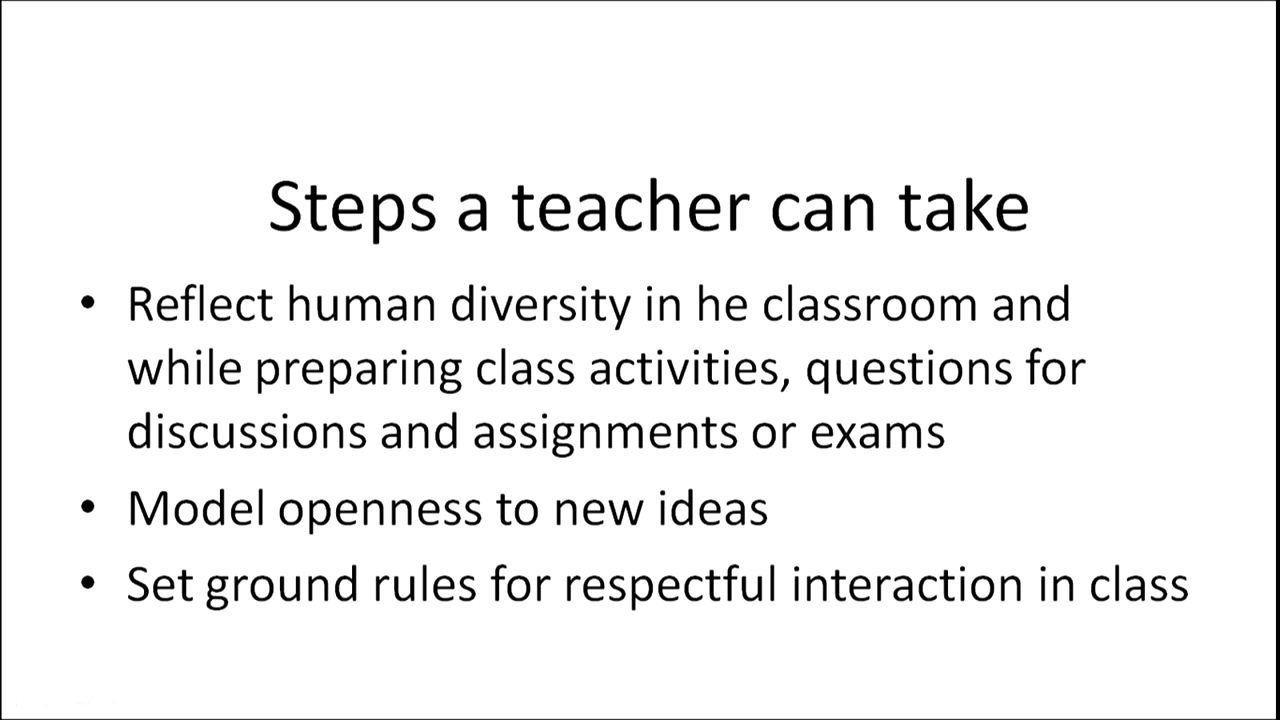 Steps a teacher can take
• Reflect human diversity in he classroom and
while preparing class activities, questions for
discussions and assignments or exams
• Model openness to new ideas
• Set ground rules for respectful interaction in class